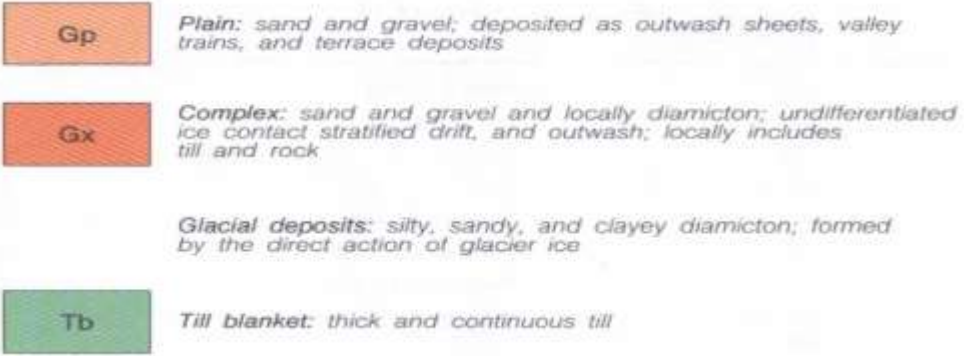 Gp
Plain: sand and gravel; deposited as outwash sheets, valley
trains, and terrace deposits
Gx
Complex: sand and gravel and locally diamicton; undifferentiated
ice contact stratified drift, and outwash; locally includes
till and rock
Glacial deposits: silty, sandy, and clayey diamicton; formed
by the direct action of glacier ice
Tb
Till blanket: thick and continuous till